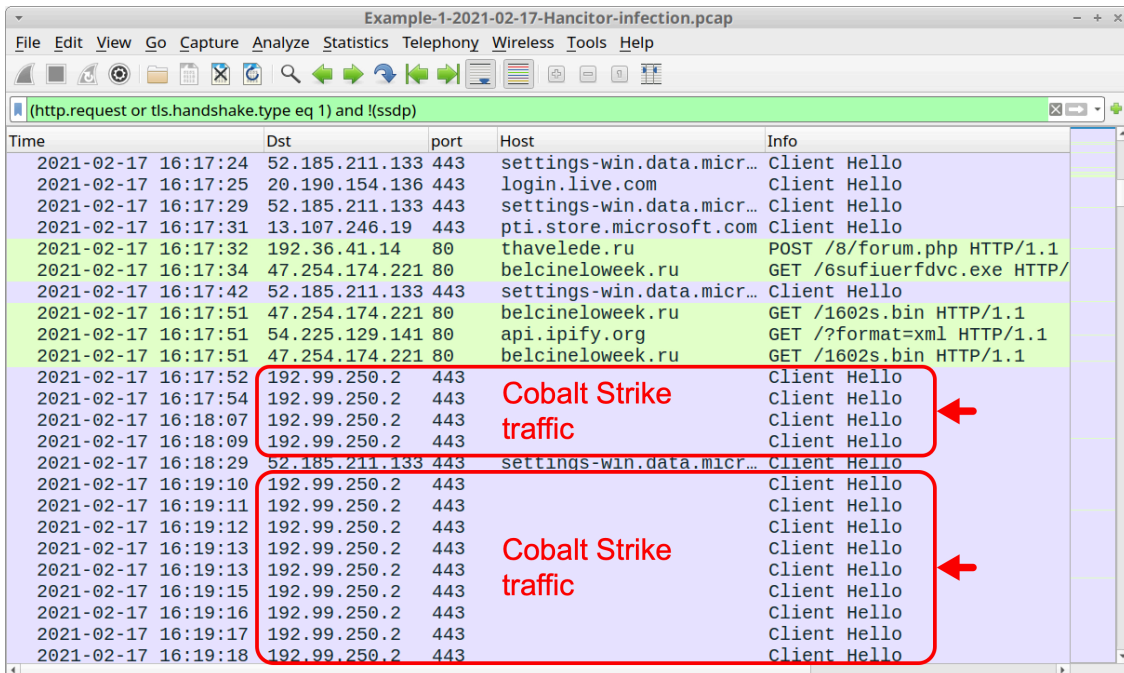 Example-1-2021-02-17-Hancitor-infection.pcap
File Edit View Go Capture Analyze Statistics Telephony Wireless Tools Help
(http.request or tls.handshake.type eq 1) and !(ssdp)
Time Dst port Host Info
2021-02-17 16:17:24 52.185.211.133 443 settings-win.data.micr… Client Hello
2021-02-17 16:17:25 20.190.154.136 443 login.live.com Client Hello
2021-02-17 16:17:29 52.185.211.133 443 settings-win.data.micr… Client Hello
2021-02-17 16:17:31 13.107.246.19 443 pti.store.microsoft.com Client Hello
2021-02-17 16:17:32 192.36.41.14 80 thavelede.ru POST /8/forum.php HTTP/1.1
2021-02-17 16:17:34 47.254.174.221 80 belcineloweek.ru GET /6sufiuerfdvc.exe HTTP/
2021-02-17 16:17:42 52.185.211.133 443 settings-win.data.micr… Client Hello
2021-02-17 16:17:51 47.254.174.221 80 belcineloweek.ru GET /1602s.bin HTTP/1.1
2021-02-17 16:17:51 54.225.129.141 80 api.ipify.org GET /?format=xml HTTP/1.1
2021-02-17 16:17:51 47.254.174.221 80 belcineloweek.ru GET /1602s.bin HTTP/1.1
2021-02-17 16:17:52 192.99.250.2 443 Client Hello
Cobalt Strike
2021-02-17 16:17:54 192.99.250.2 443 Client Hello
2021-02-17 16:18:07 192.99.250.2 443 Client Hello
traffic
2021-02-17 16:18:09 192.99.250.2 443 Client Hello
2021-02-17 16:18:29 52.185.211.133 443 settings-win.data.micr… Client Hello
2021-02-17 16:19:10 192.99.250.2 443 Client Hello
2021-02-17 16:19:11 192.99.250.2 443 Client Hello
2021-02-17 16:19:12 192.99.250.2 443 Client Hello
2021-02-17 16:19:13 192.99.250.2 443 Client Hello
Cobalt Strike
2021-02-17 16:19:13 192.99.250.2 443 Client Hello
2021-02-17 16:19:15 192.99.250.2 443 Client Hello
traffic
2021-02-17 16:19:16 192.99.250.2 443 Client Hello
2021-02-17 16:19:17 192.99.250.2 443 Client Hello
2021-02-17 16:19:18 192.99.250.2 443 Client Hello